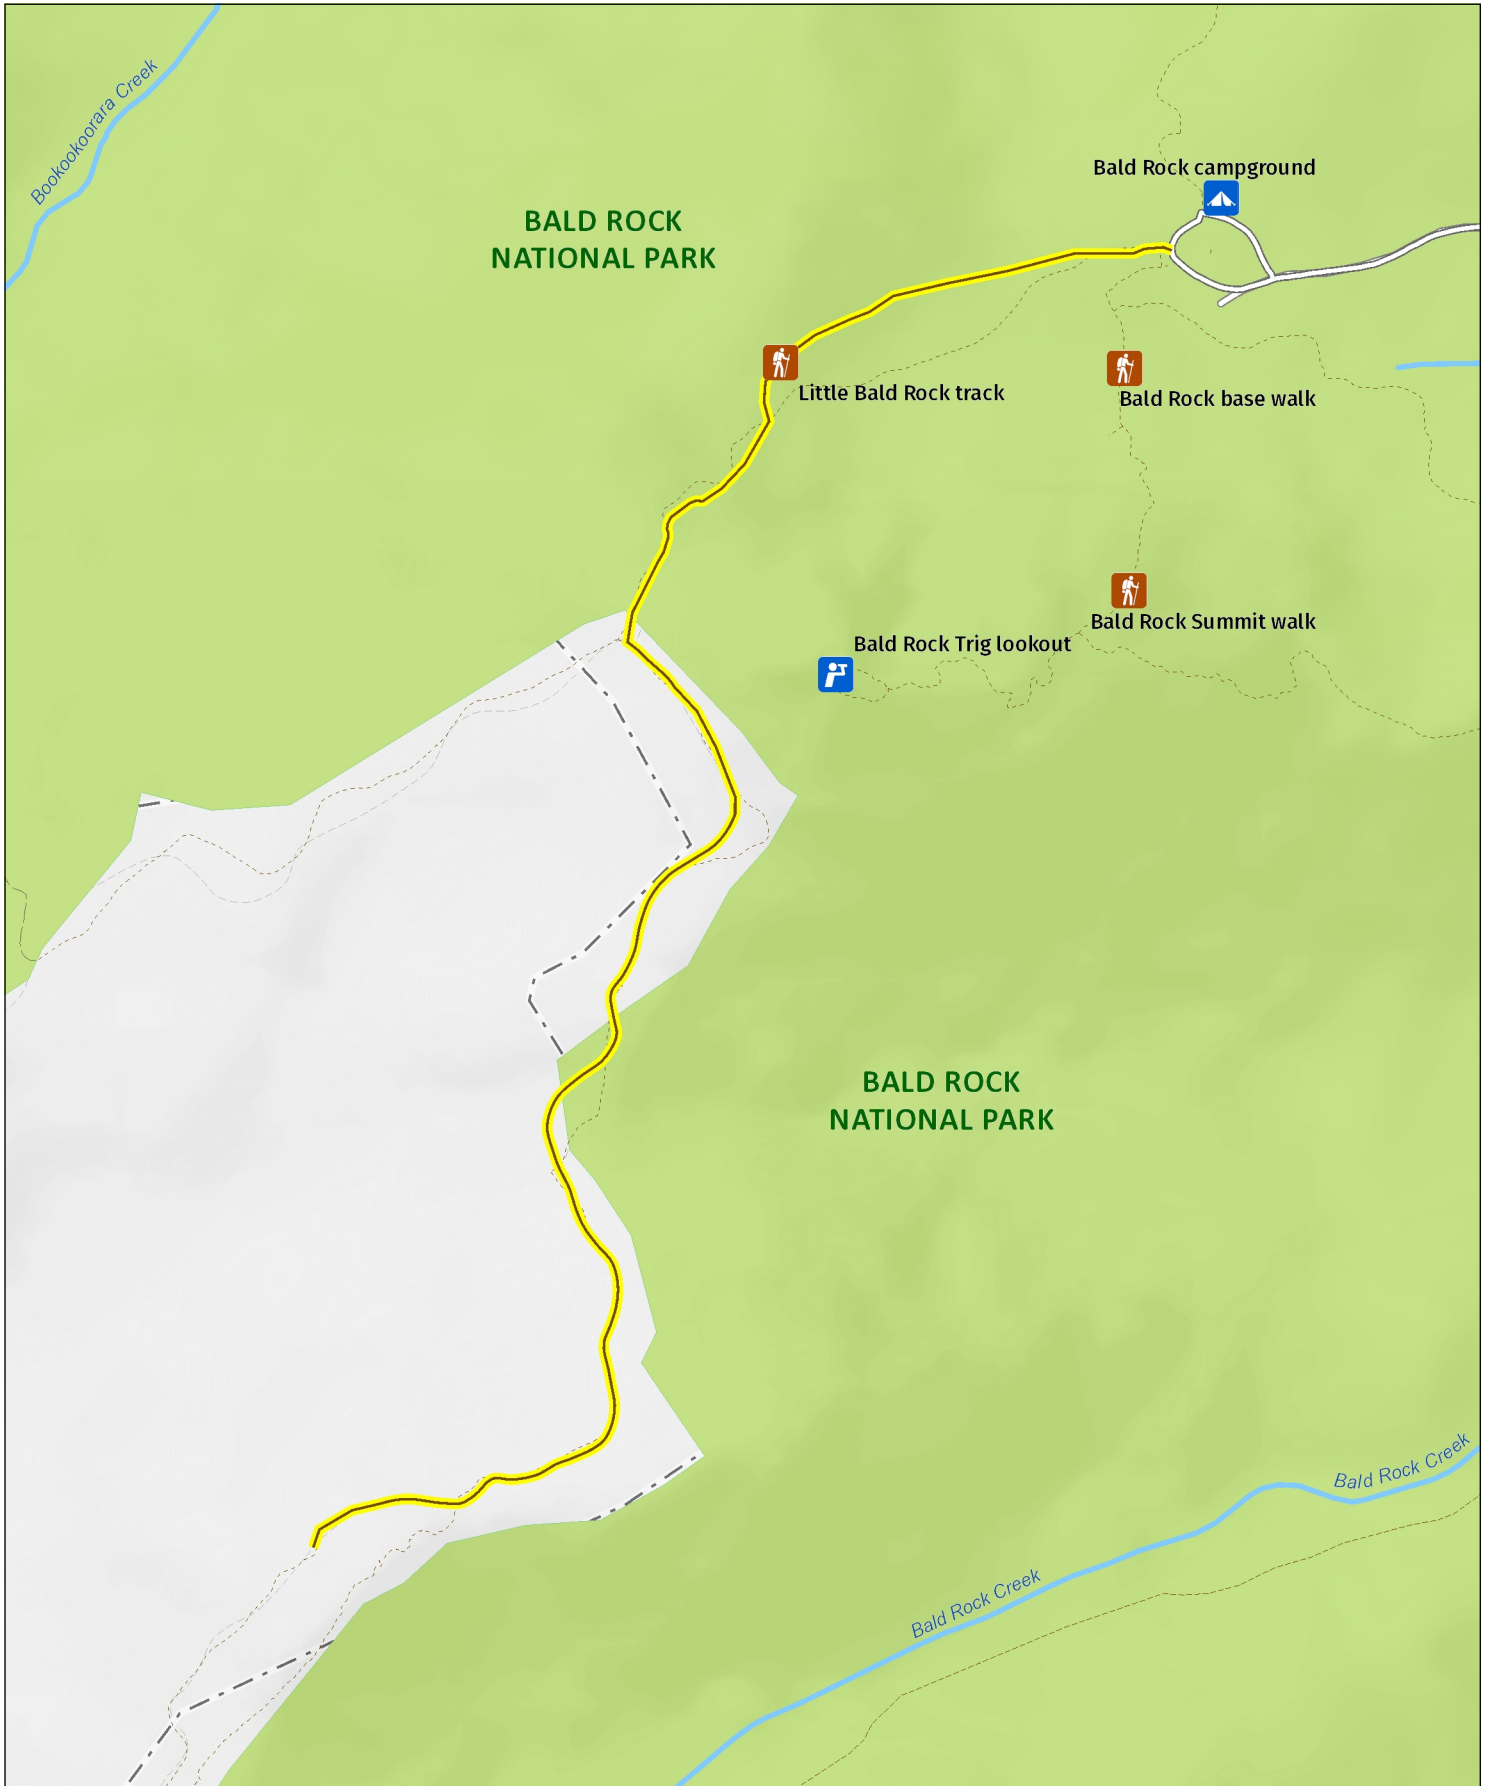 Bookookoorara Creek
Bald Rock campground
BALD ROCK
NATIONAL PARK
Little Bald Rock track
Bald Rock base walk
Bald Rock Summit walk
Bald Rock Trig lookout
BALD ROCK
NATIONAL PARK
Bald Rock Creek
Bald Rock Creek